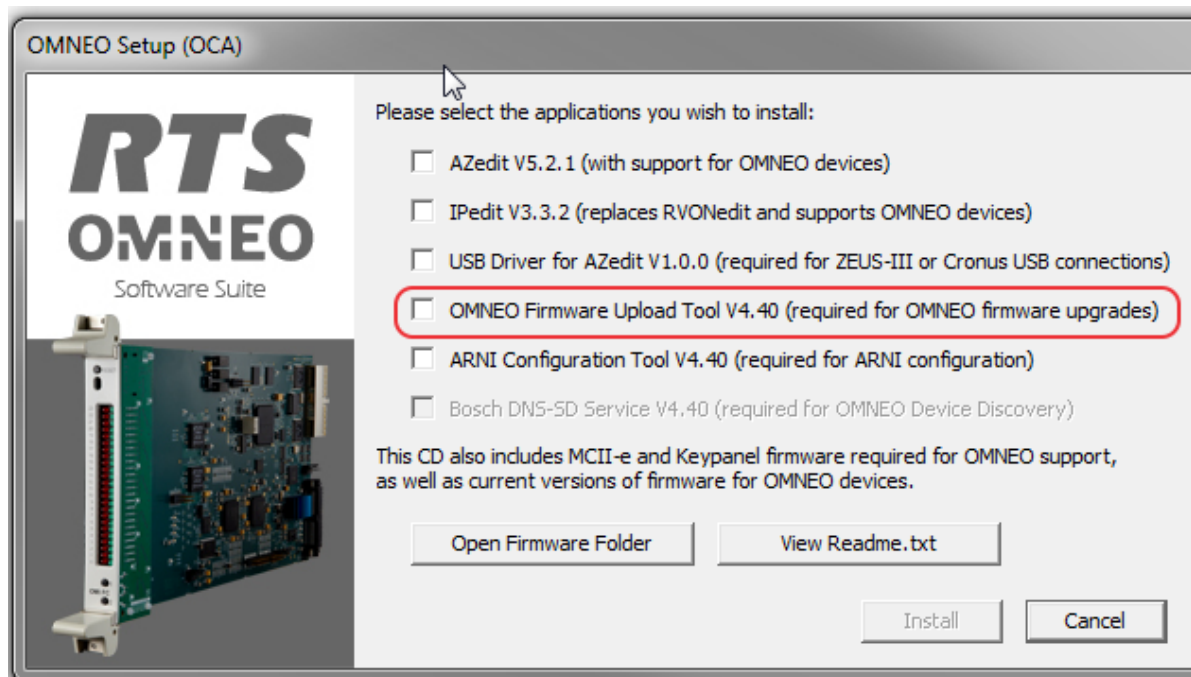 OMNEO Setup (OCA)
RTS
OMNEO
Software Suite
Please select the applications you wish to install:
AZedit V5.2.1 (with support for OMNEO devices)
IPedit V3.3.2 (replaces RVONedit and supports OMNEO devices)
USB Driver for AZedit V1.0.0 (required for ZEUS-III or Cronus USB connections)
OMNEO Firmware Upload Tool V4.40 (required for OMNEO firmware upgrades)
ARNI Configuration Tool V4.40 (required for ARNI configuration)
Bosch DNS-SD Service V4.40 (required for OMNEO Device Discovery)
This CD also includes MCII-e and Keypanel firmware required for OMNEO support,
as well as current versions of firmware for OMNEO devices.
Open Firmware Folder
View Readme.txt
Install
Cancel